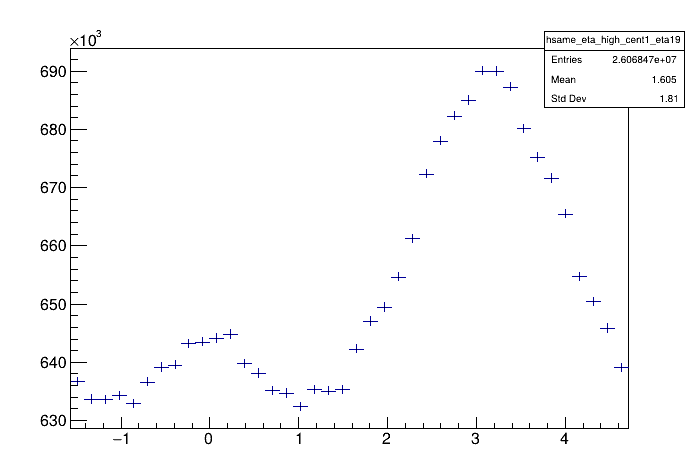 ×10³
hsame_eta_high_cent1_eta19
Entries 2.606847e+07
Mean 1.605
Std Dev 1.81
690
680
670
660
650
640
630
−1 0 1 2 3 4